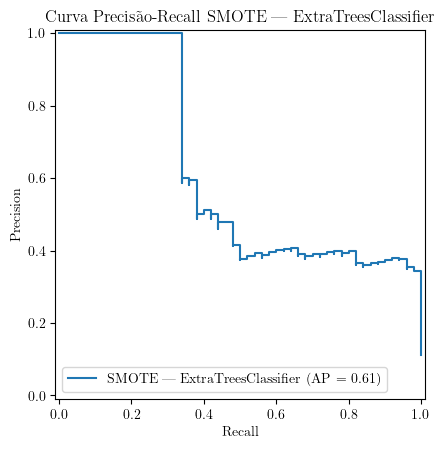 Curva Precisão-Recall SMOTE — ExtraTreesClassifier
1.0
0.8
0.6
0.4
0.2
0.0
Precision
SMOTE — ExtraTreesClassifier (AP = 0.61)
0.0 0.2 0.4 0.6 0.8 1.0
Recall